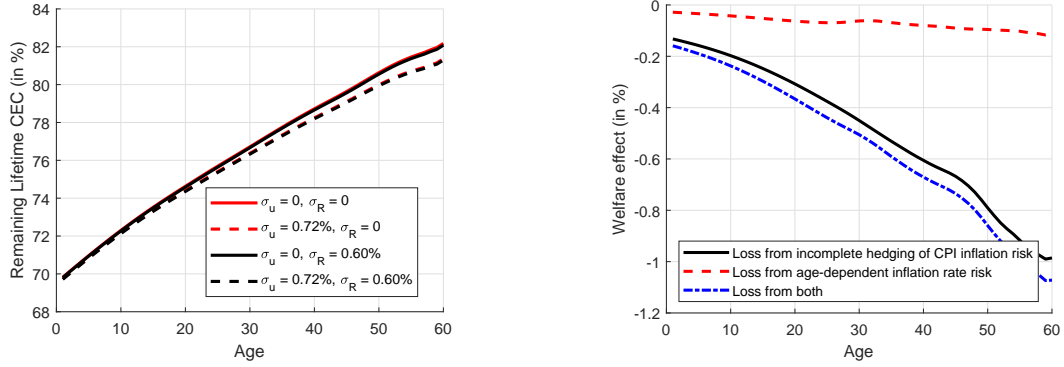 84
82
80
78
76
74
72
70
68
Remaining Lifetime CEC (in %)
σu = 0, σR = 0
σu = 0.72%, σR = 0
σu = 0, σR = 0.60%
σu = 0.72%, σR = 0.60%
0 10 20 30 40 50 60
Age
0
-0.2
-0.4
-0.6
-0.8
-1
-1.2
Welfare effect (in %)
Loss from incomplete hedging of CPI inflation risk
Loss from age-dependent inflation rate risk
Loss from both
0 10 20 30 40 50 60
Age